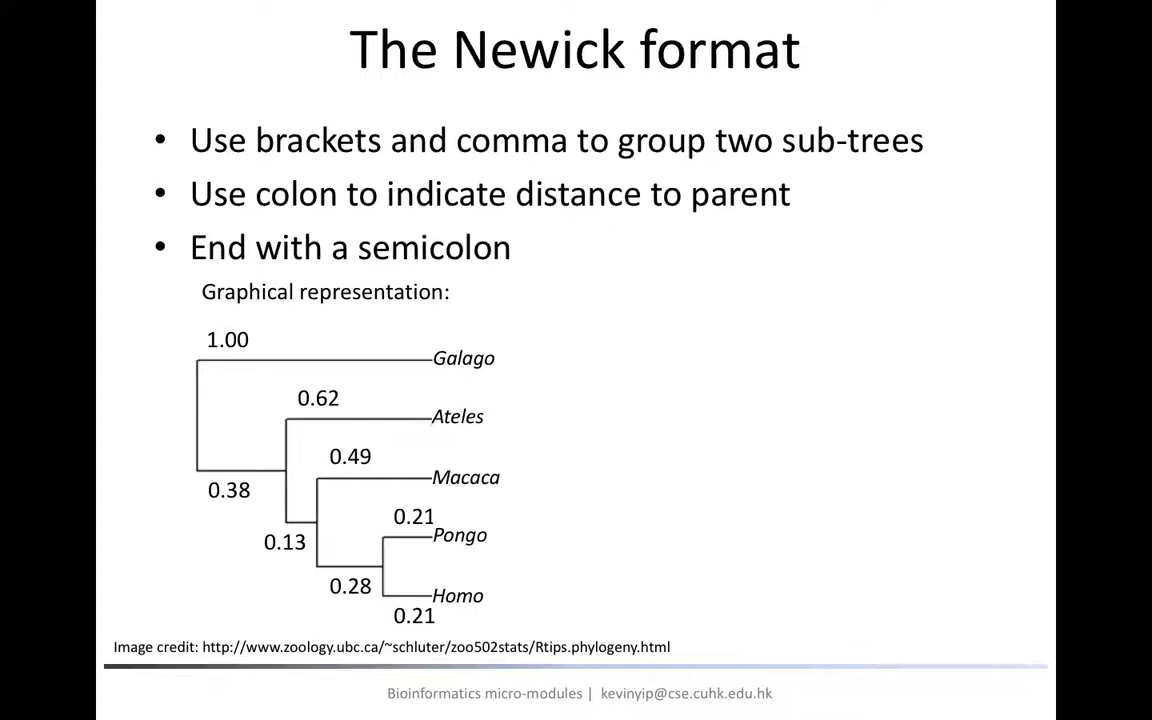 The Newick format
• Use brackets and comma to group two sub-trees
• Use colon to indicate distance to parent
• End with a semicolon
Graphical representation:
1.00
Galago
0.62
Ateles
0.49
Macaca
0.38
0.21
Pongo
0.13
0.28
Homo
0.21
Image credit: http://www.zoology.ubc.ca/~schluter/zoo502stats/Rtips.phylogeny.html
Bioinformatics micro-modules | kevinyip@cse.cuhk.edu.hk